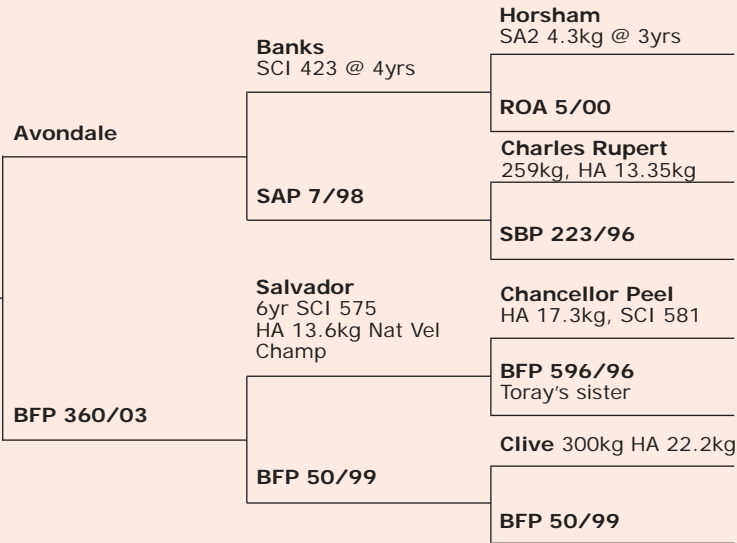 Avondale
BFP 360/03
Banks
SCI 423 @ 4yrs
SAP 7/98
Salvador
6yr SCI 575
HA 13.6kg Nat Vel
Champ
BFP 50/99
Horsham
SA2 4.3kg @ 3yrs
ROA 5/00
Charles Rupert
259kg, HA 13.35kg
SBP 223/96
Chancellor Peel
HA 17.3kg, SCI 581
BFP 596/96
Toray's sister
Clive 300kg HA 22.2kg
BFP 50/99